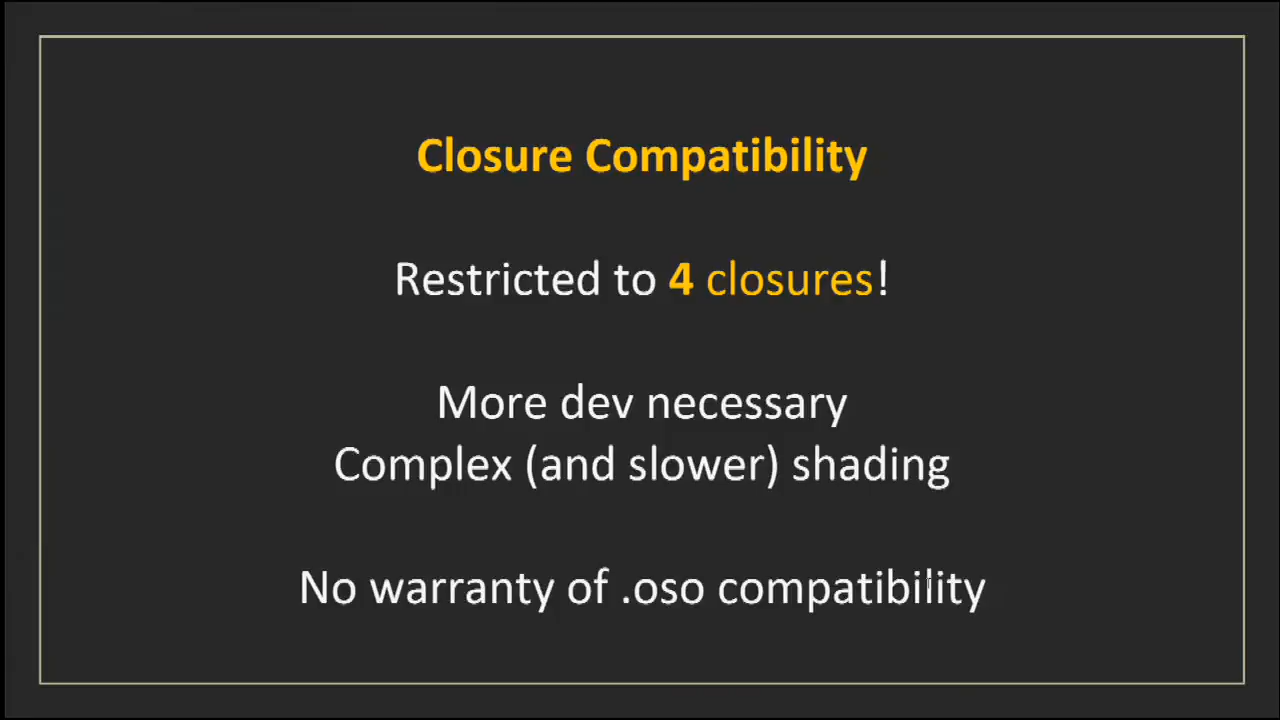 Closure Compatibility
Restricted to 4 closures!
More dev necessary
Complex (and slower) shading
No warranty of .oso compatibility